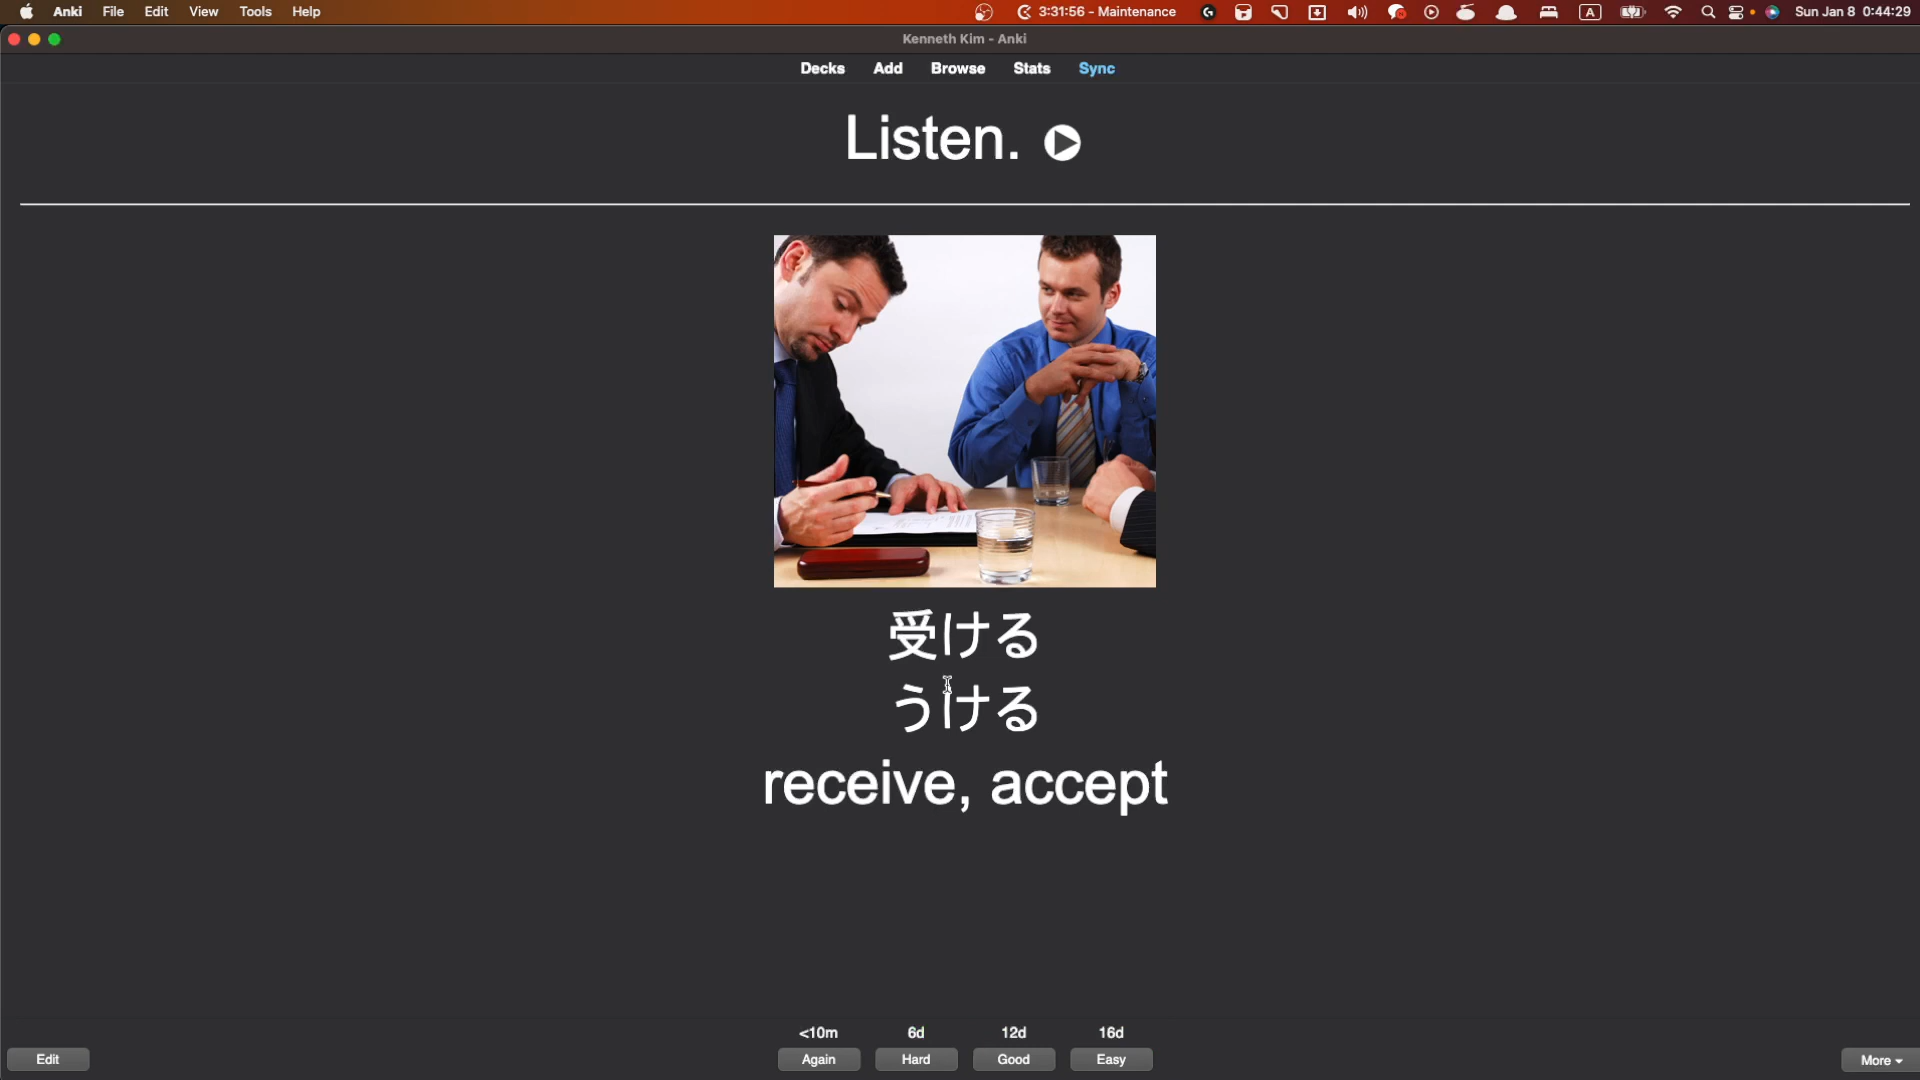 Anki File Edit View Tools Help 3:31:56 - Maintenance A Sun Jan 8 0:44:29
Kenneth Kim - Anki
Decks Add Browse Stats Sync
Listen.
受ける
うける
receive, accept
<10m 6d 12d 16d
Edit Again Hard Good Easy More